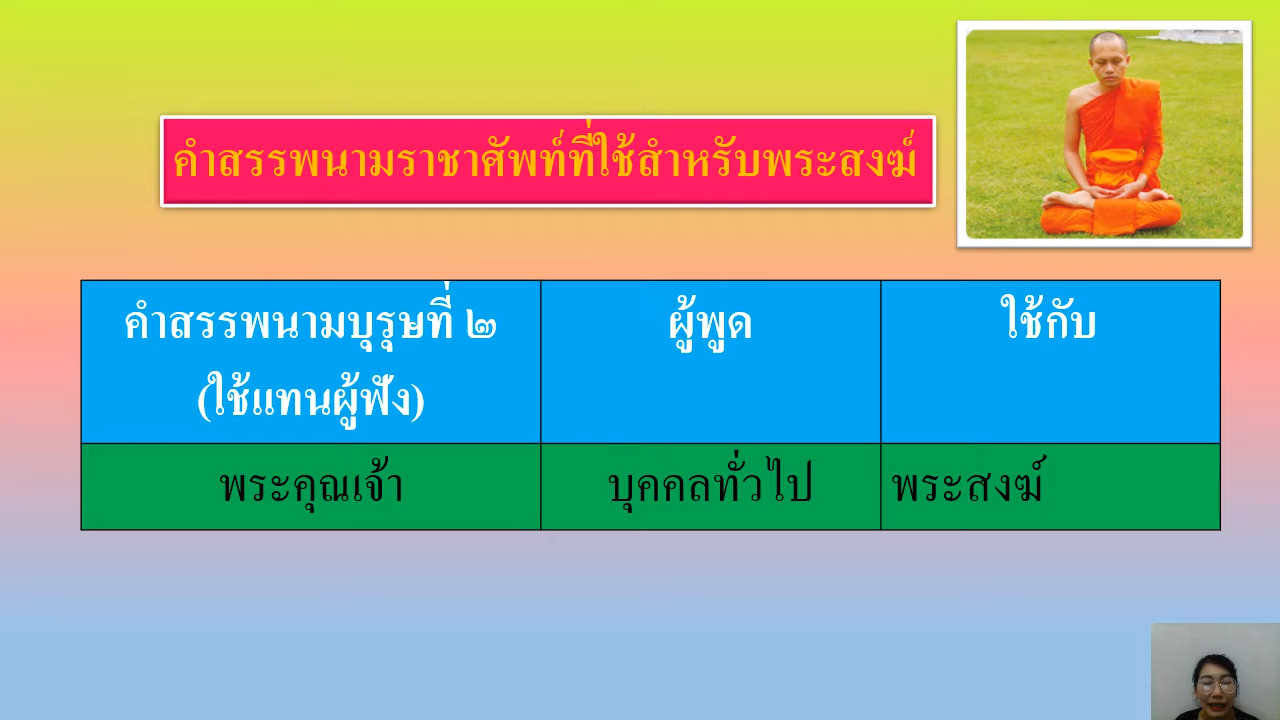 คำสรรพนามราชาศัพท์ที่ใช้สำหรับพระสงฆ์
คำสรรพนามบุรุษที่ ๒
(ใช้แทนผู้ฟัง)
ผู้พูด
ใช้กับ
พระคุณเจ้า
บุคคลทั่วไป
พระสงฆ์